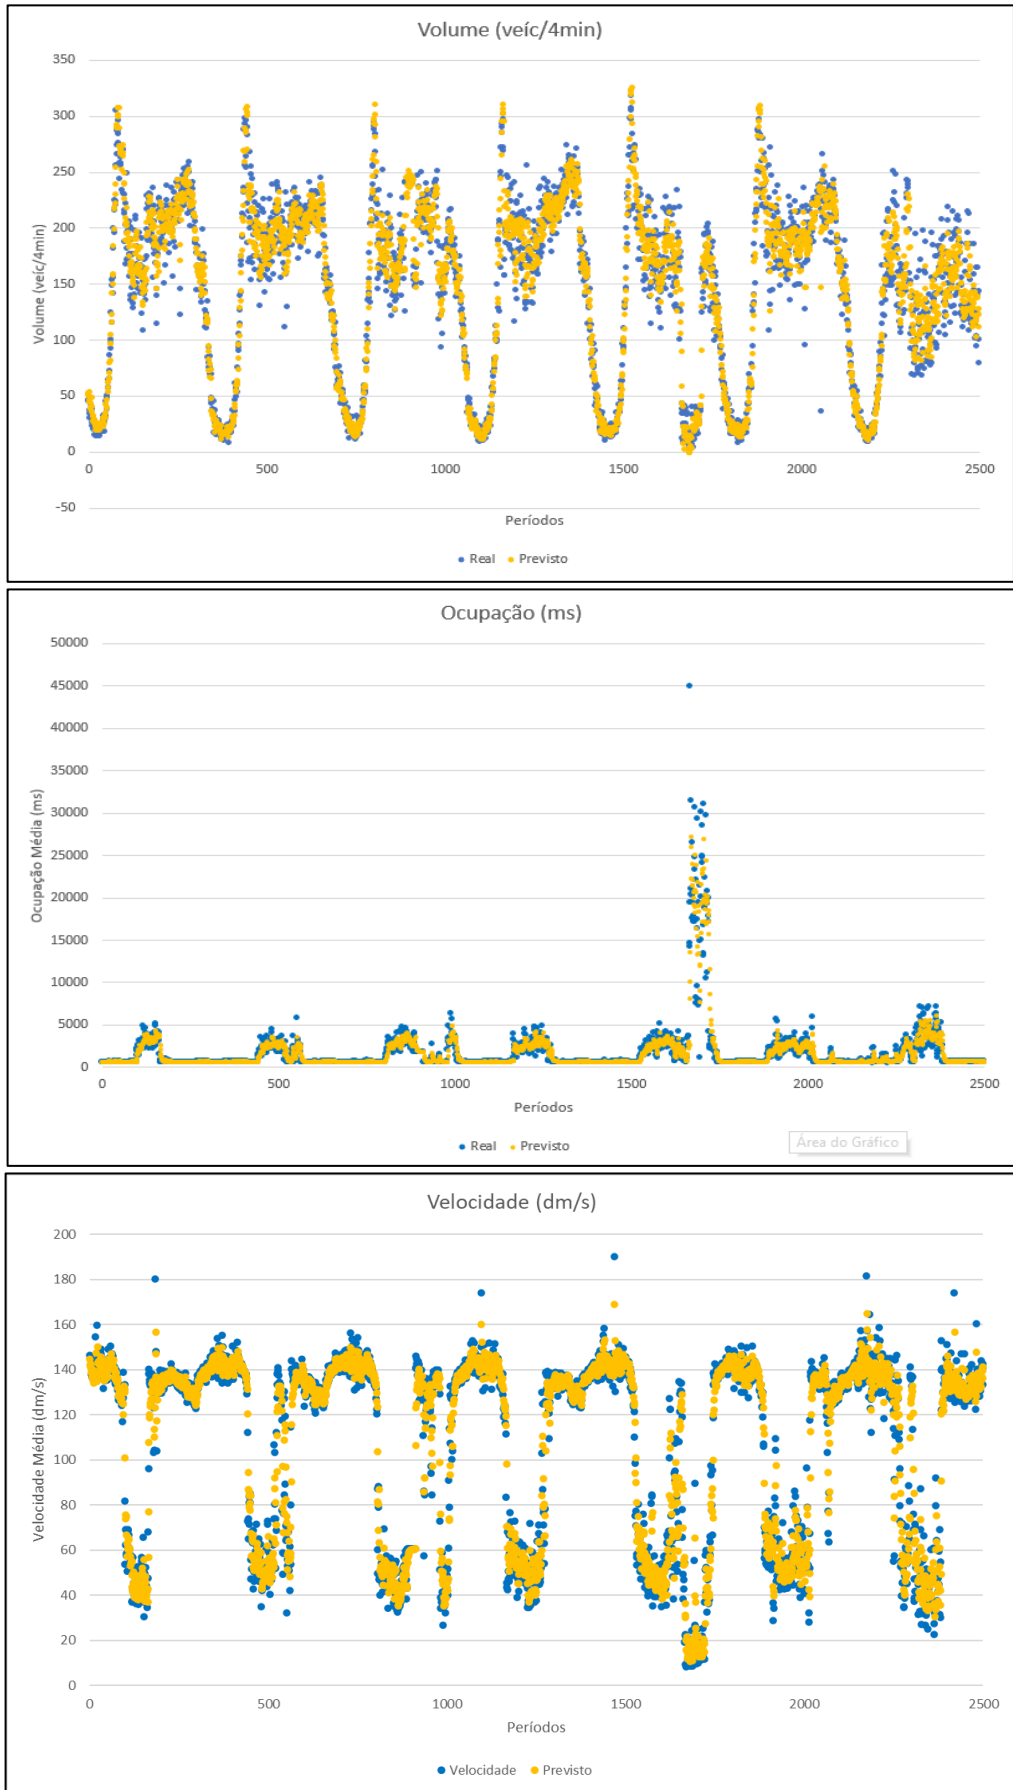 Volume (veíc/4min)
350
300
250
200
150
100
50
0
-50
Volume (veíc/4min)
0 500 1000 1500 2000 2500
Períodos
Real Previsto
Ocupação (ms)
50000
45000
40000
35000
30000
25000
20000
15000
10000
5000
0
Ocupação Média (ms)
0 500 1000 1500 2000 2500
Períodos
Real Previsto
Área do Gráfico
Velocidade (dm/s)
200
180
160
140
120
100
80
60
40
20
0
Velocidade Média (dm/s)
0 500 1000 1500 2000 2500
Períodos
Velocidade Previsto